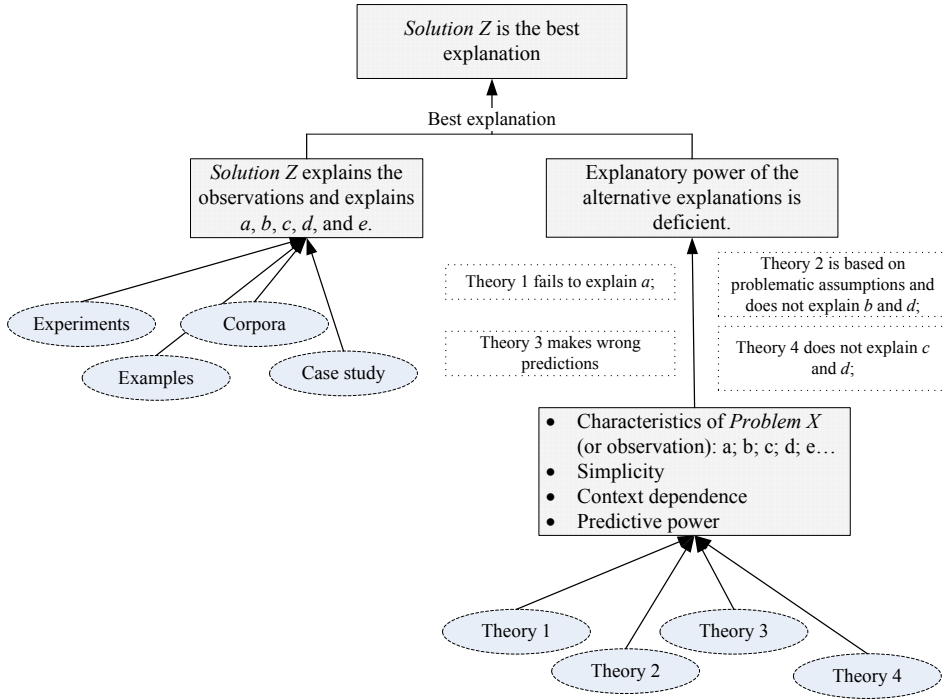 Solution Z is the best
explanation
Best explanation
Solution Z explains the
observations and explains
a, b, c, d, and e.
Explanatory power of the
alternative explanations is
deficient.
Experiments
Corpora
Examples
Case study
Theory 1 fails to explain a;
Theory 2 is based on
problematic assumptions and
does not explain b and d;
Theory 3 makes wrong
predictions
Theory 4 does not explain c
and d;
• Characteristics of Problem X
(or observation): a; b; c; d; e…
• Simplicity
• Context dependence
• Predictive power
Theory 1
Theory 3
Theory 2
Theory 4